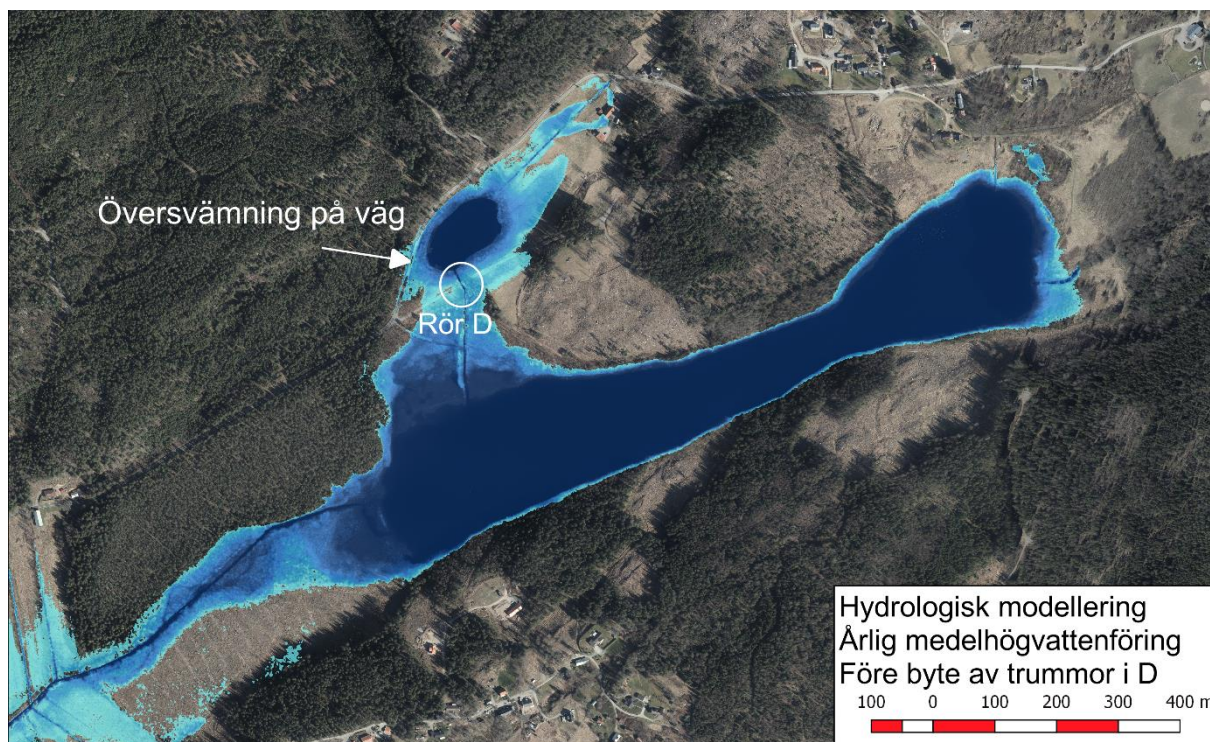 Översvämning på väg
Rör D
Hydrologisk modellering
Årlig medelhögvattenföring
Före byte av trummor i D
100 0 100 200 300 400 m